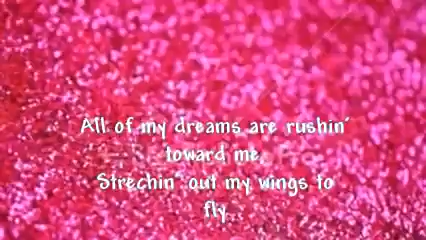 All of my dreams are rushin'
toward me
Strechin' out my wings to
fly